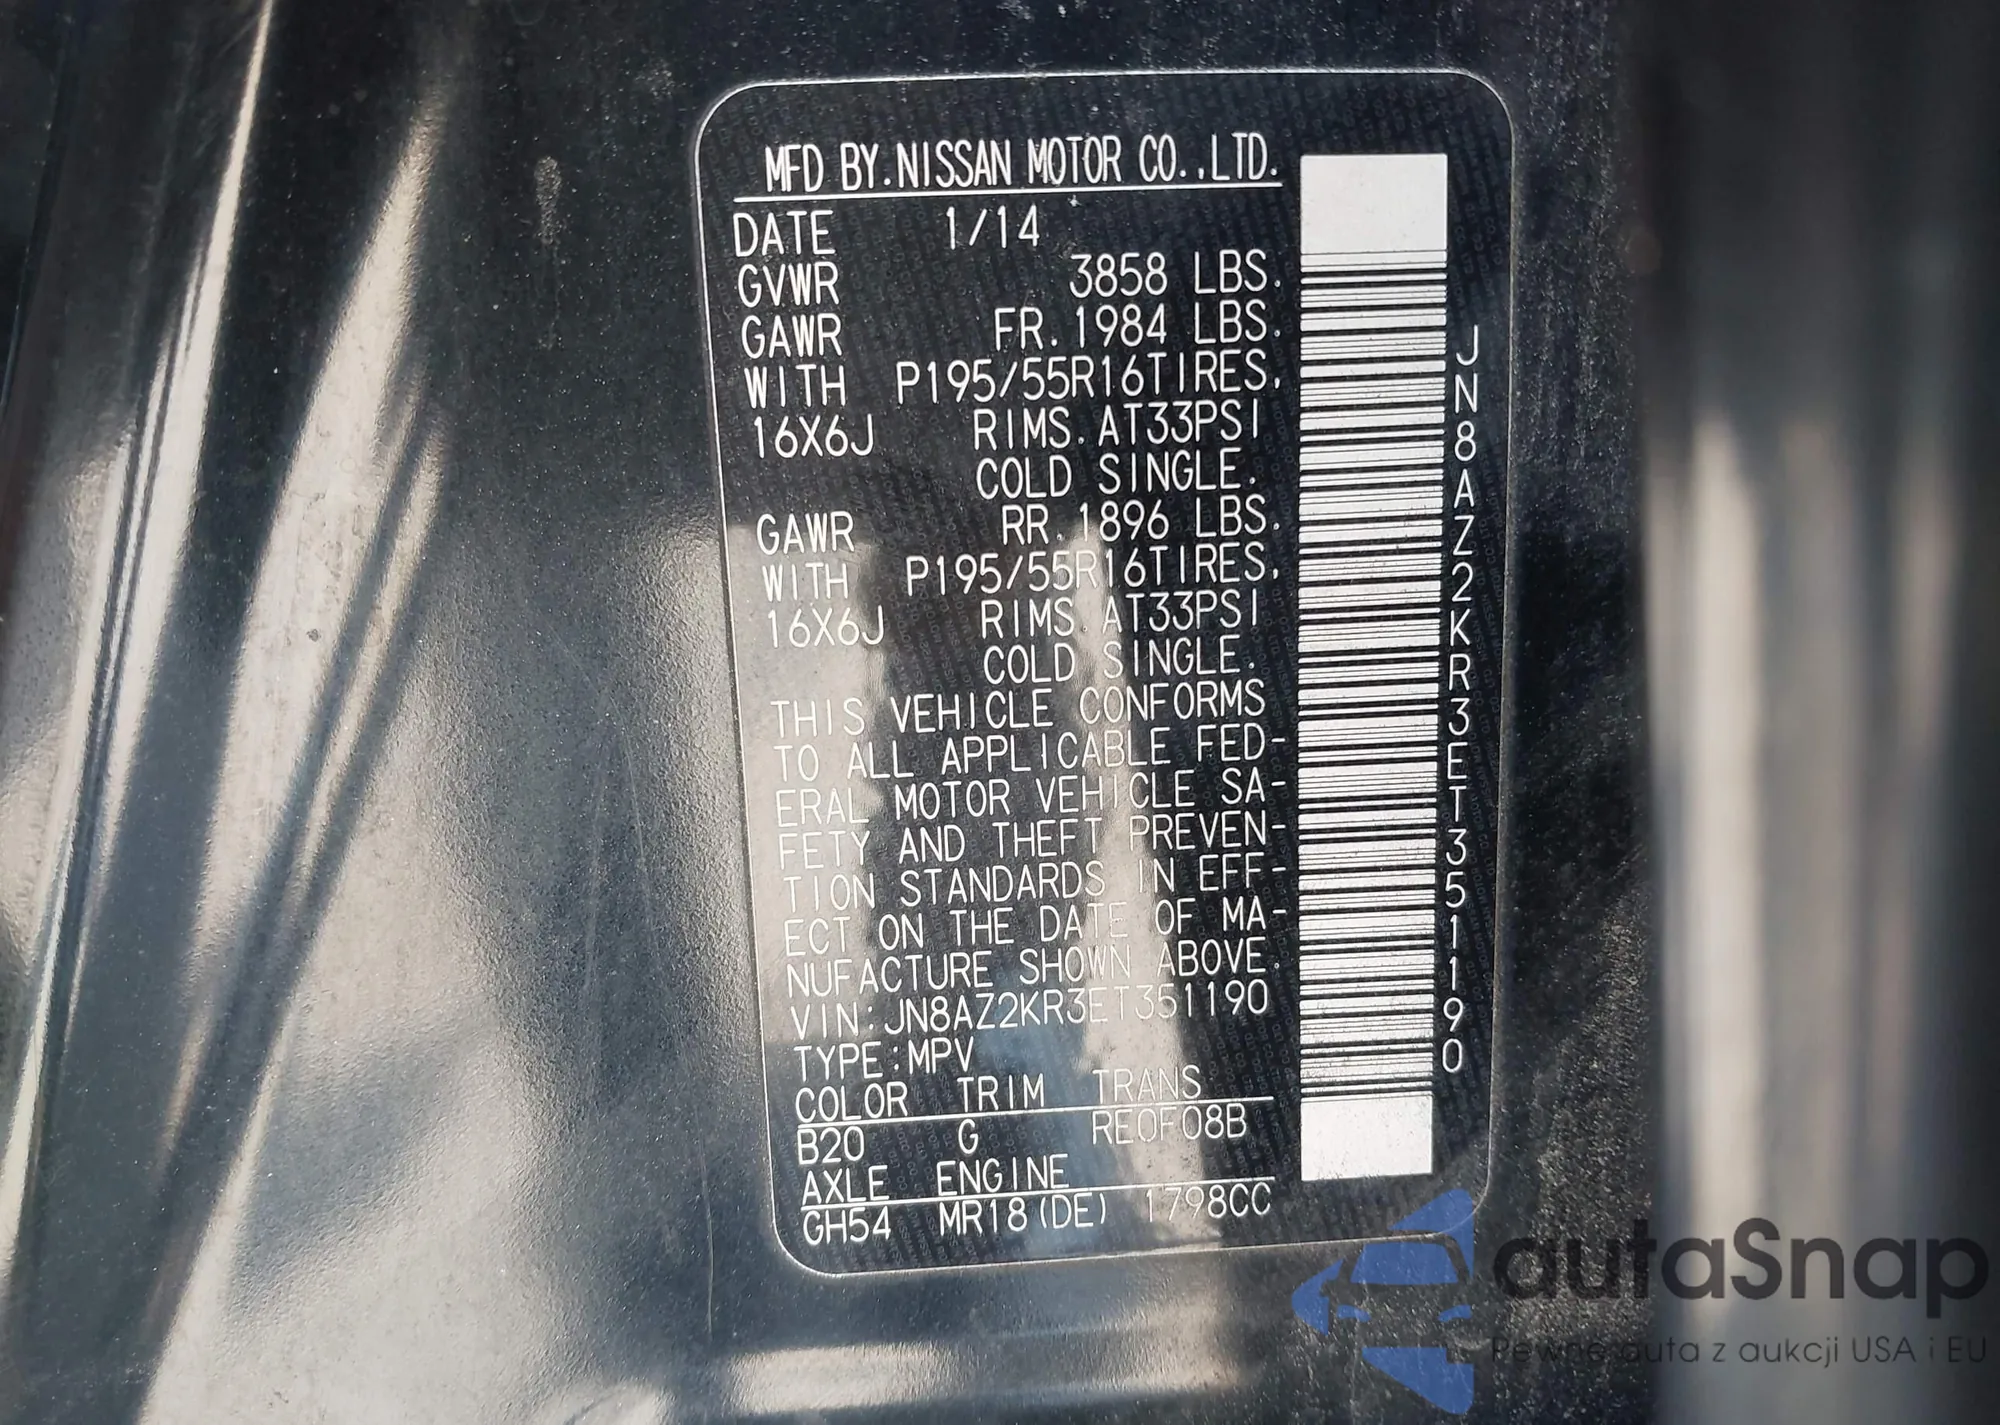 MFD BY.NISSAN MOTOR CO.,LTD.
DATE 1/14
GVWR 3858 LBS.
GAWR FR.1984 LBS.
WITH P195/55R16TIRES,
16X6J RIMS.AT33PSI
COLD SINGLE.
GAWR RR.1896 LBS.
WITH P195/55R16TIRES,
16X6J RIMS.AT33PSI
COLD SINGLE.
THIS VEHICLE CONFORMS
TO ALL APPLICABLE FED-
ERAL MOTOR VEHICLE SA-
FETY AND THEFT PREVEN-
TION STANDARDS IN EFF-
ECT ON THE DATE OF MA-
NUFACTURE SHOWN ABOVE.
VIN:JN8AZ2KR3ET351190
TYPE:MPV
COLOR TRIM TRANS
B20 G RE0F08B
AXLE ENGINE
GH54 MR18(DE) 1798CC
JN8AZ2KR3ET351190
autaSnap
Pewne auta z aukcji USA i EU